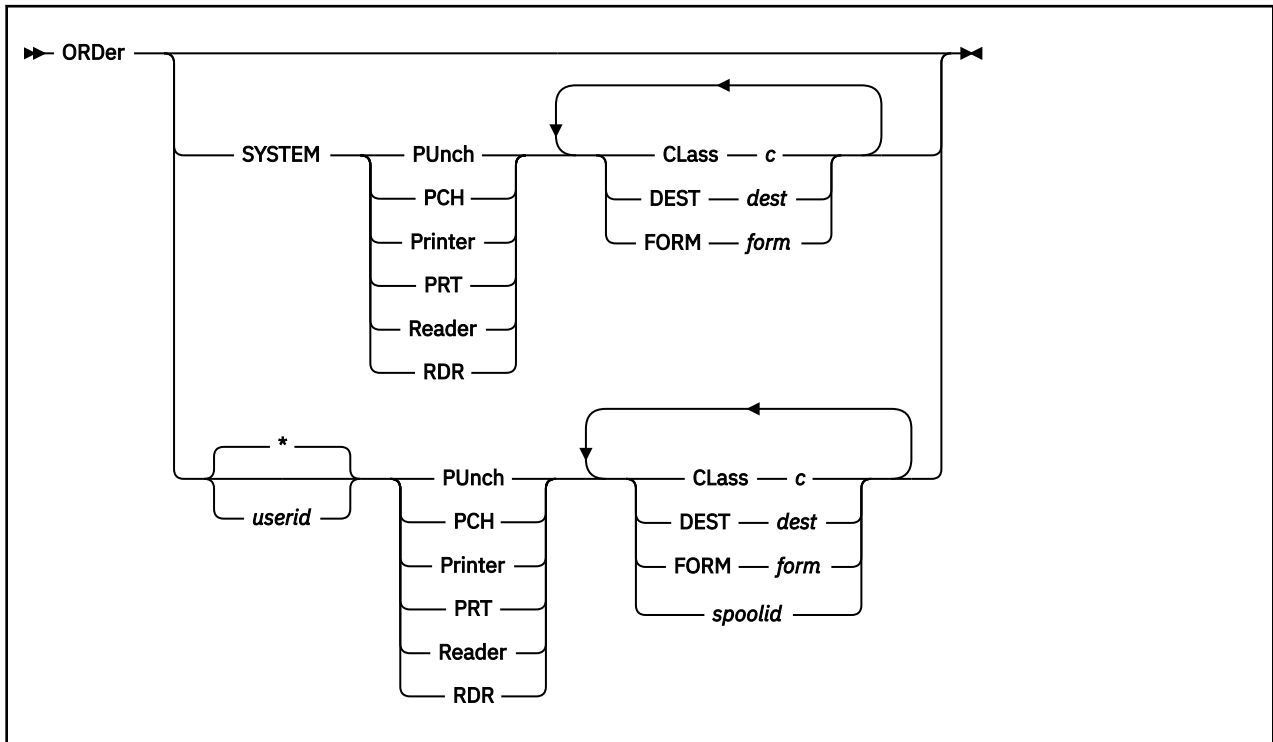 ORDer
SYSTEM PUnch CLass c
PCH DEST dest
Printer FORM form
PRT
Reader
RDR
*
PUnch CLass c
userid PCH DEST dest
Printer FORM form
PRT spoolid
Reader
RDR